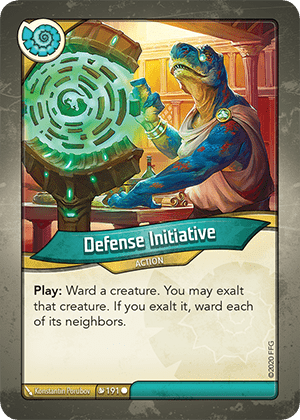 Defense Initiative
ACTION
Play: Ward a creature. You may exalt
that creature. If you exalt it, ward each
of its neighbors.
Konstantin Porubov
191
©2020 FFG